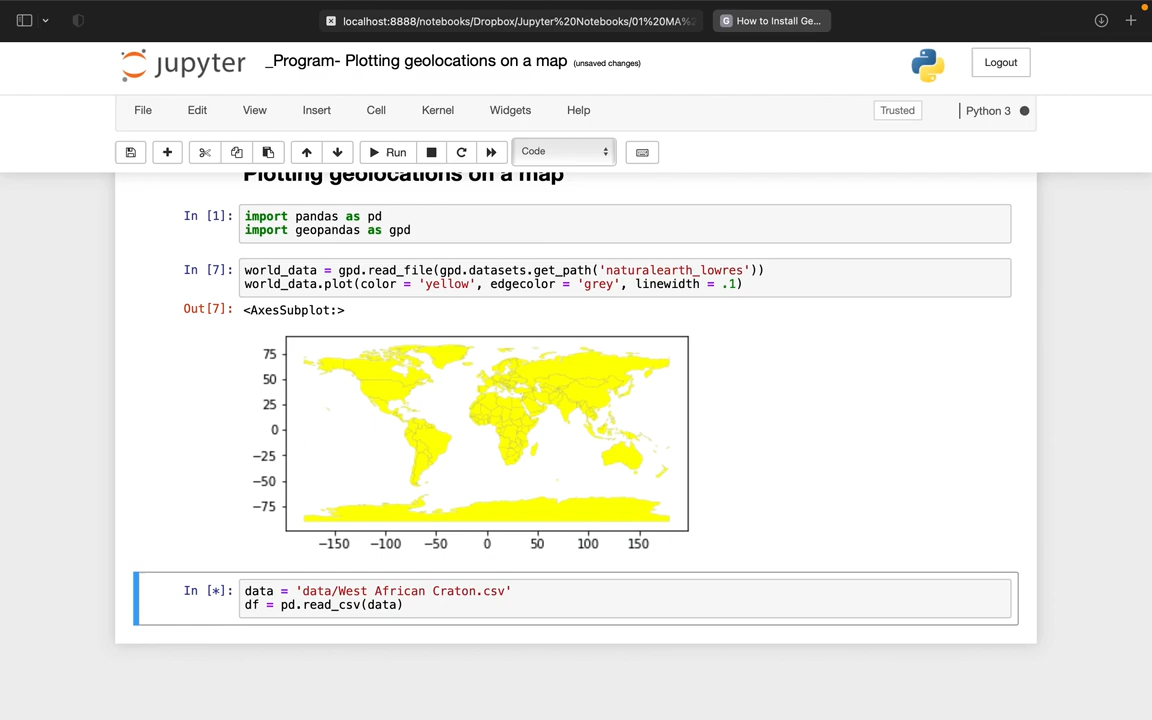 localhost:8888/notebooks/Dropbox/Jupyter%20Notebooks/01%20MA%2
G How to Install Ge...
jupyter _Program- Plotting geolocations on a map (unsaved changes)
Logout
File Edit View Insert Cell Kernel Widgets Help
Trusted
Python 3
Run
Code
Plotting geolocations on a map
In [1]: import pandas as pd
import geopandas as gpd
In [7]: world_data = gpd.read_file(gpd.datasets.get_path('naturalearth_lowres'))
world_data.plot(color = 'yellow', edgecolor = 'grey', linewidth = .1)
Out[7]: <AxesSubplot:>
75
50
25
0
−25
−50
−75
−150 −100 −50 0 50 100 150
In [*]: data = 'data/West African Craton.csv'
df = pd.read_csv(data)